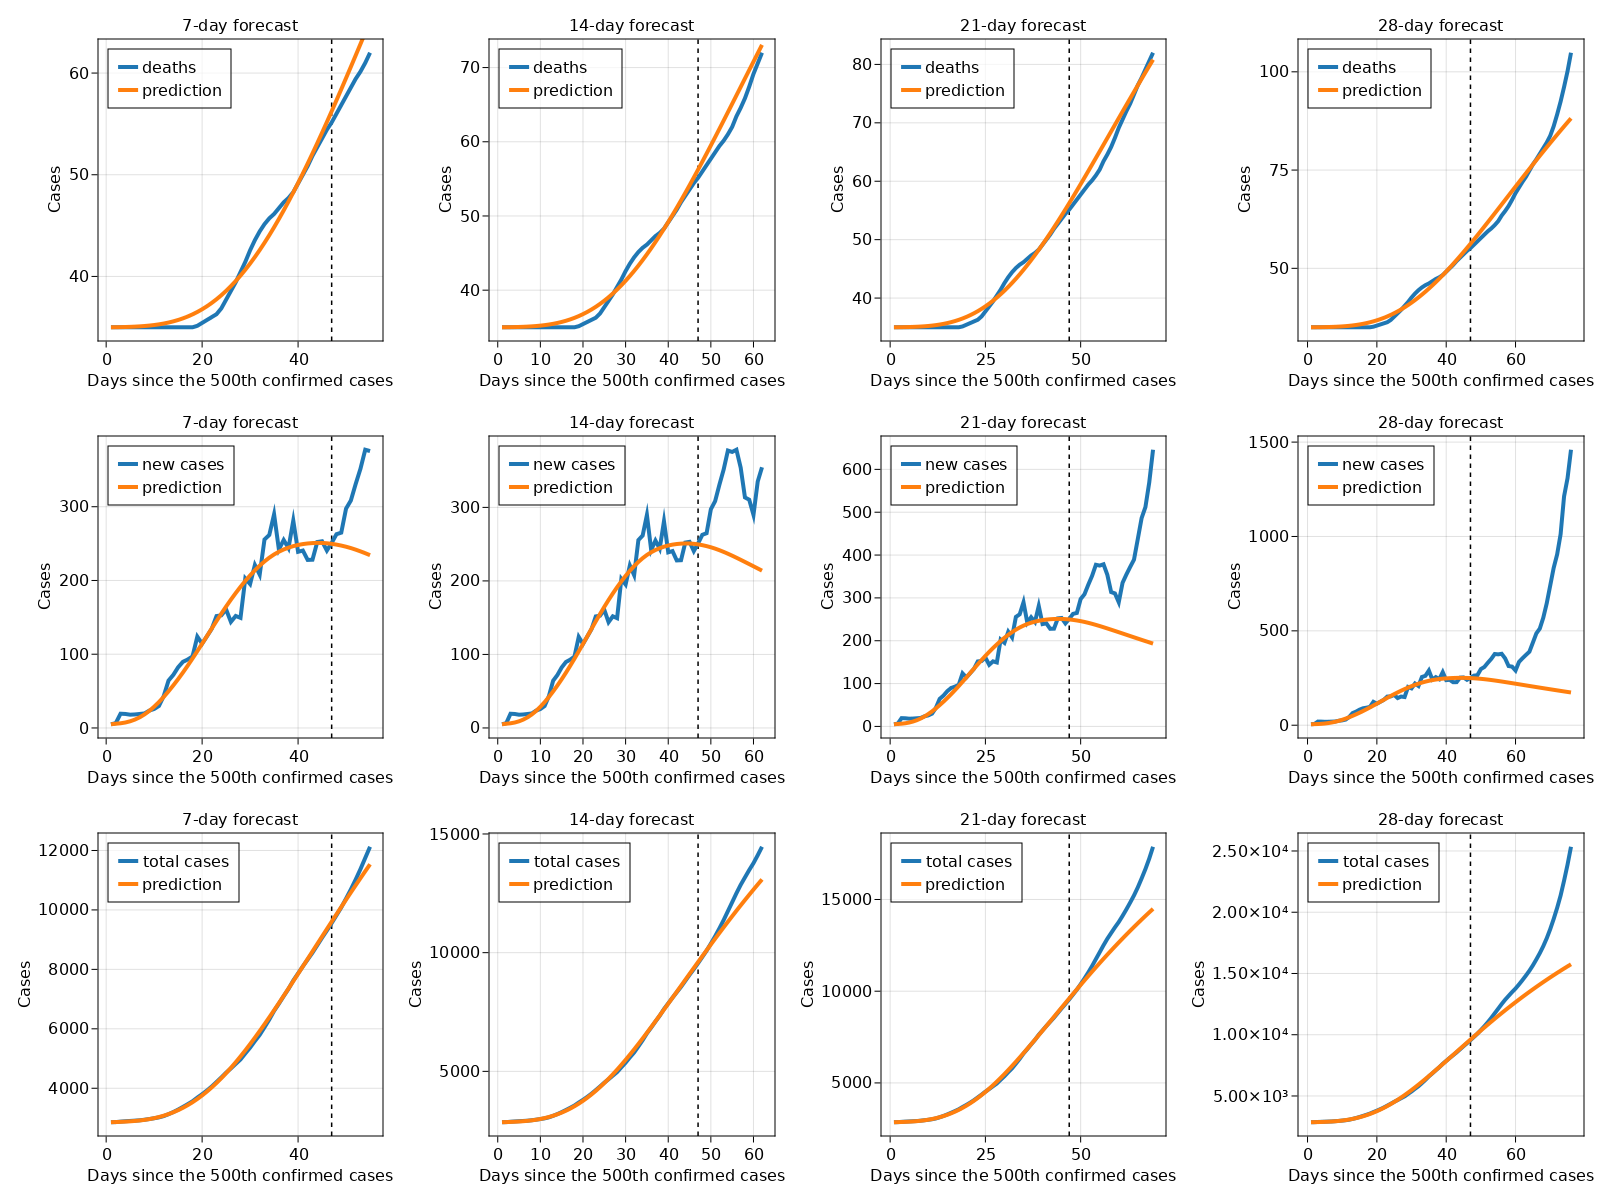 7-day forecast
14-day forecast
21-day forecast
28-day forecast
deaths
prediction
deaths
prediction
deaths
prediction
deaths
prediction
60
50
40
Cases
0 20 40
Days since the 500th confirmed cases
70
60
50
40
Cases
0 10 20 30 40 50 60
Days since the 500th confirmed cases
80
70
60
50
40
Cases
0 25 50
Days since the 500th confirmed cases
100
75
50
Cases
0 20 40 60
Days since the 500th confirmed cases
7-day forecast
14-day forecast
21-day forecast
28-day forecast
new cases
prediction
new cases
prediction
new cases
prediction
new cases
prediction
300
200
100
0
Cases
0 20 40
Days since the 500th confirmed cases
300
200
100
0
Cases
0 10 20 30 40 50 60
Days since the 500th confirmed cases
600
500
400
300
200
100
0
Cases
0 25 50
Days since the 500th confirmed cases
1500
1000
500
0
Cases
0 20 40 60
Days since the 500th confirmed cases
7-day forecast
14-day forecast
21-day forecast
28-day forecast
total cases
prediction
total cases
prediction
total cases
prediction
total cases
prediction
12000
10000
8000
6000
4000
Cases
0 20 40
Days since the 500th confirmed cases
15000
10000
5000
Cases
0 10 20 30 40 50 60
Days since the 500th confirmed cases
15000
10000
5000
Cases
0 25 50
Days since the 500th confirmed cases
2.50×10⁴
2.00×10⁴
1.50×10⁴
1.00×10⁴
5.00×10³
Cases
0 20 40 60
Days since the 500th confirmed cases